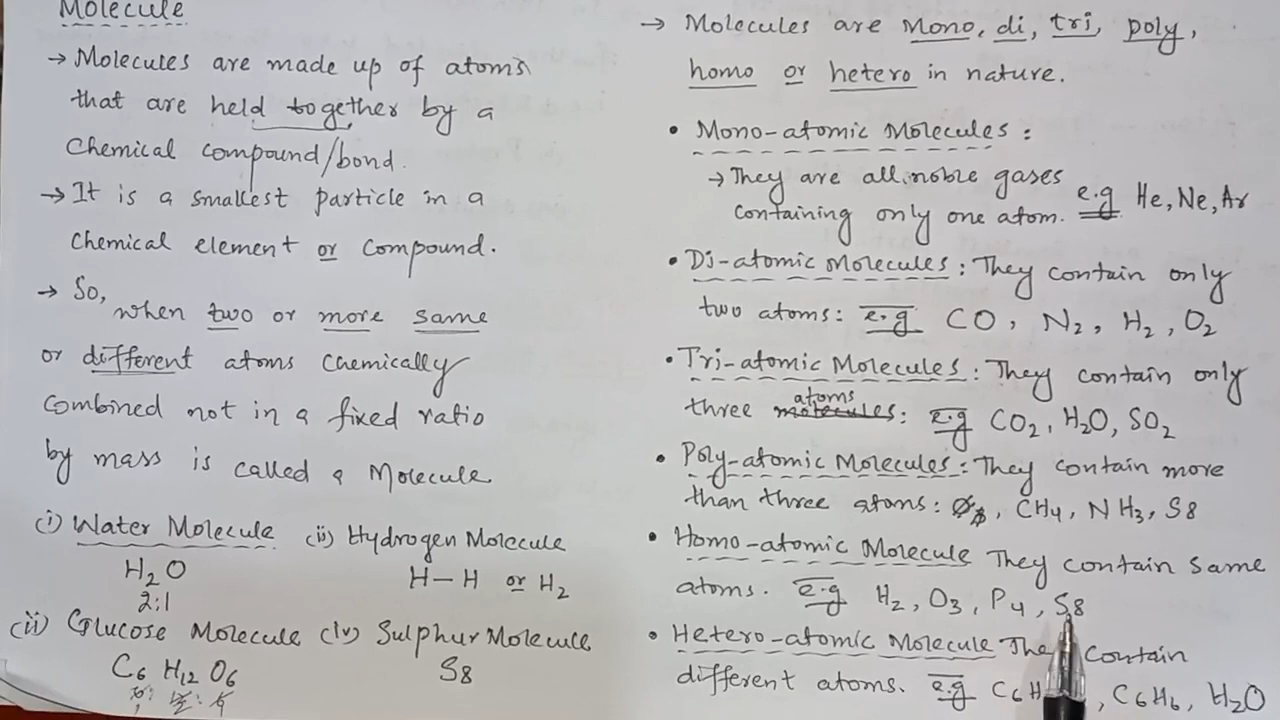 Molecule
→ Molecules are made up of atoms
that are held together by a
chemical compound/bond.
→ It is a smallest particle in a
chemical element or compound.
→ So,
when two or more same
or different atoms chemically
combined not in a fixed ratio
by mass is called a Molecule
(i) Water Molecule (ii) Hydrogen Molecule
H2O H-H or H2
2:1
(ii) Glucose Molecule (iv) Sulphur Molecule
C6 H12 O6 S8
→ Molecules are Mono, di, tri, poly,
homo or hetero in nature.
• Mono-atomic Molecules:
→ They are all noble gases
containing only one atom. e.g He, Ne, Ar
• Di-atomic Molecules: They contain only
two atoms: e.g CO, N2, H2, O2
• Tri-atomic Molecules: They contain only
atoms
three molecules: e.g CO2, H2O, SO2
• Poly-atomic Molecules: They contain more
than three atoms: , CH4, NH3, S8
• Homo-atomic Molecule They contain same
atoms. e.g H2, O3, P4, S8
• Hetero-atomic Molecule The contain
different atoms. e.g C6H , C6H6, H2O